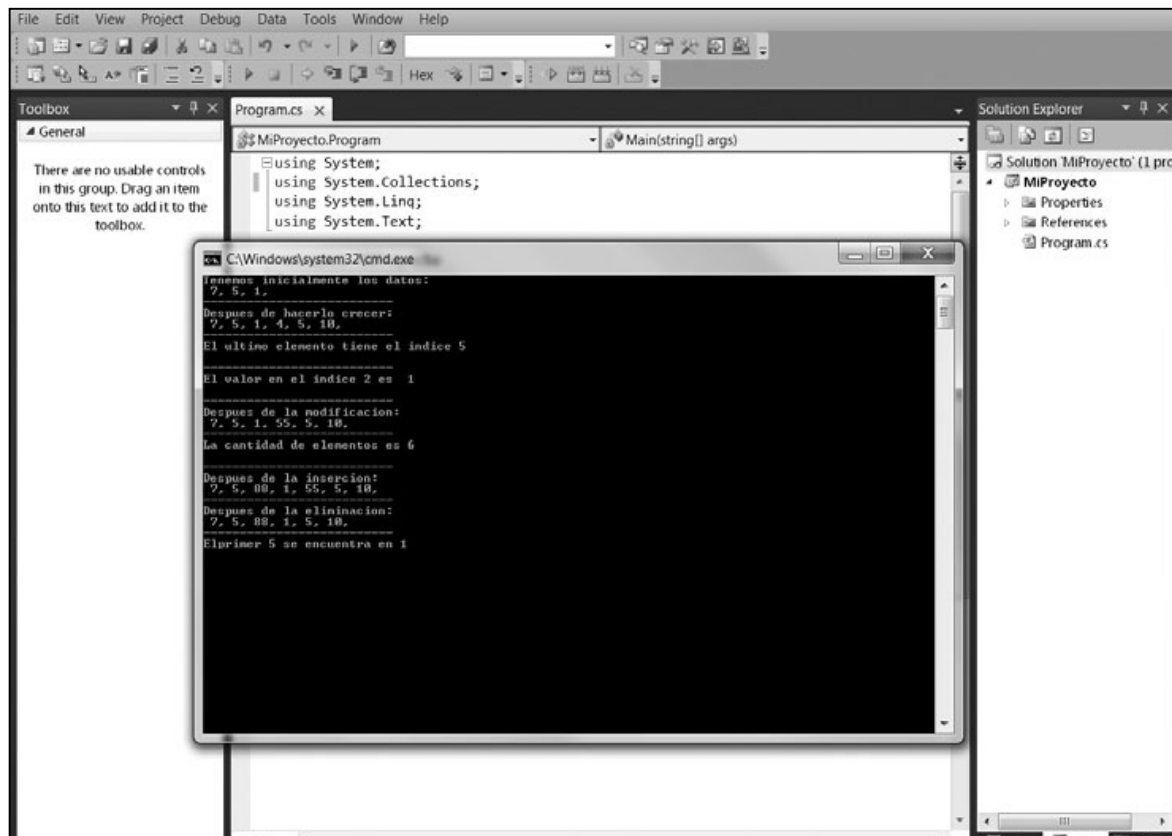 File Edit View Project Debug Data Tools Window Help
Hex
Toolbox
General
There are no usable controls
in this group. Drag an item
onto this text to add it to the
toolbox.
Program.cs
MiProyecto.Program
Main(string[] args)
using System;
using System.Collections;
using System.Linq;
using System.Text;
C:\Windows\system32\cmd.exe
Tenemos inicialmente los datos:
7, 5, 1,
Despues de hacerlo crecer:
7, 5, 1, 4, 5, 10,
El ultimo elemento tiene el indice 5
El valor en el indice 2 es 1
Despues de la modificacion:
7, 5, 1, 55, 5, 10,
La cantidad de elementos es 6
Despues de la insercion:
7, 5, 88, 1, 55, 5, 10,
Despues de la eliminacion:
7, 5, 88, 1, 5, 10,
Elprimer 5 se encuentra en 1
Solution Explorer
Solution 'MiProyecto' (1 pro
MiProyecto
Properties
References
Program.cs